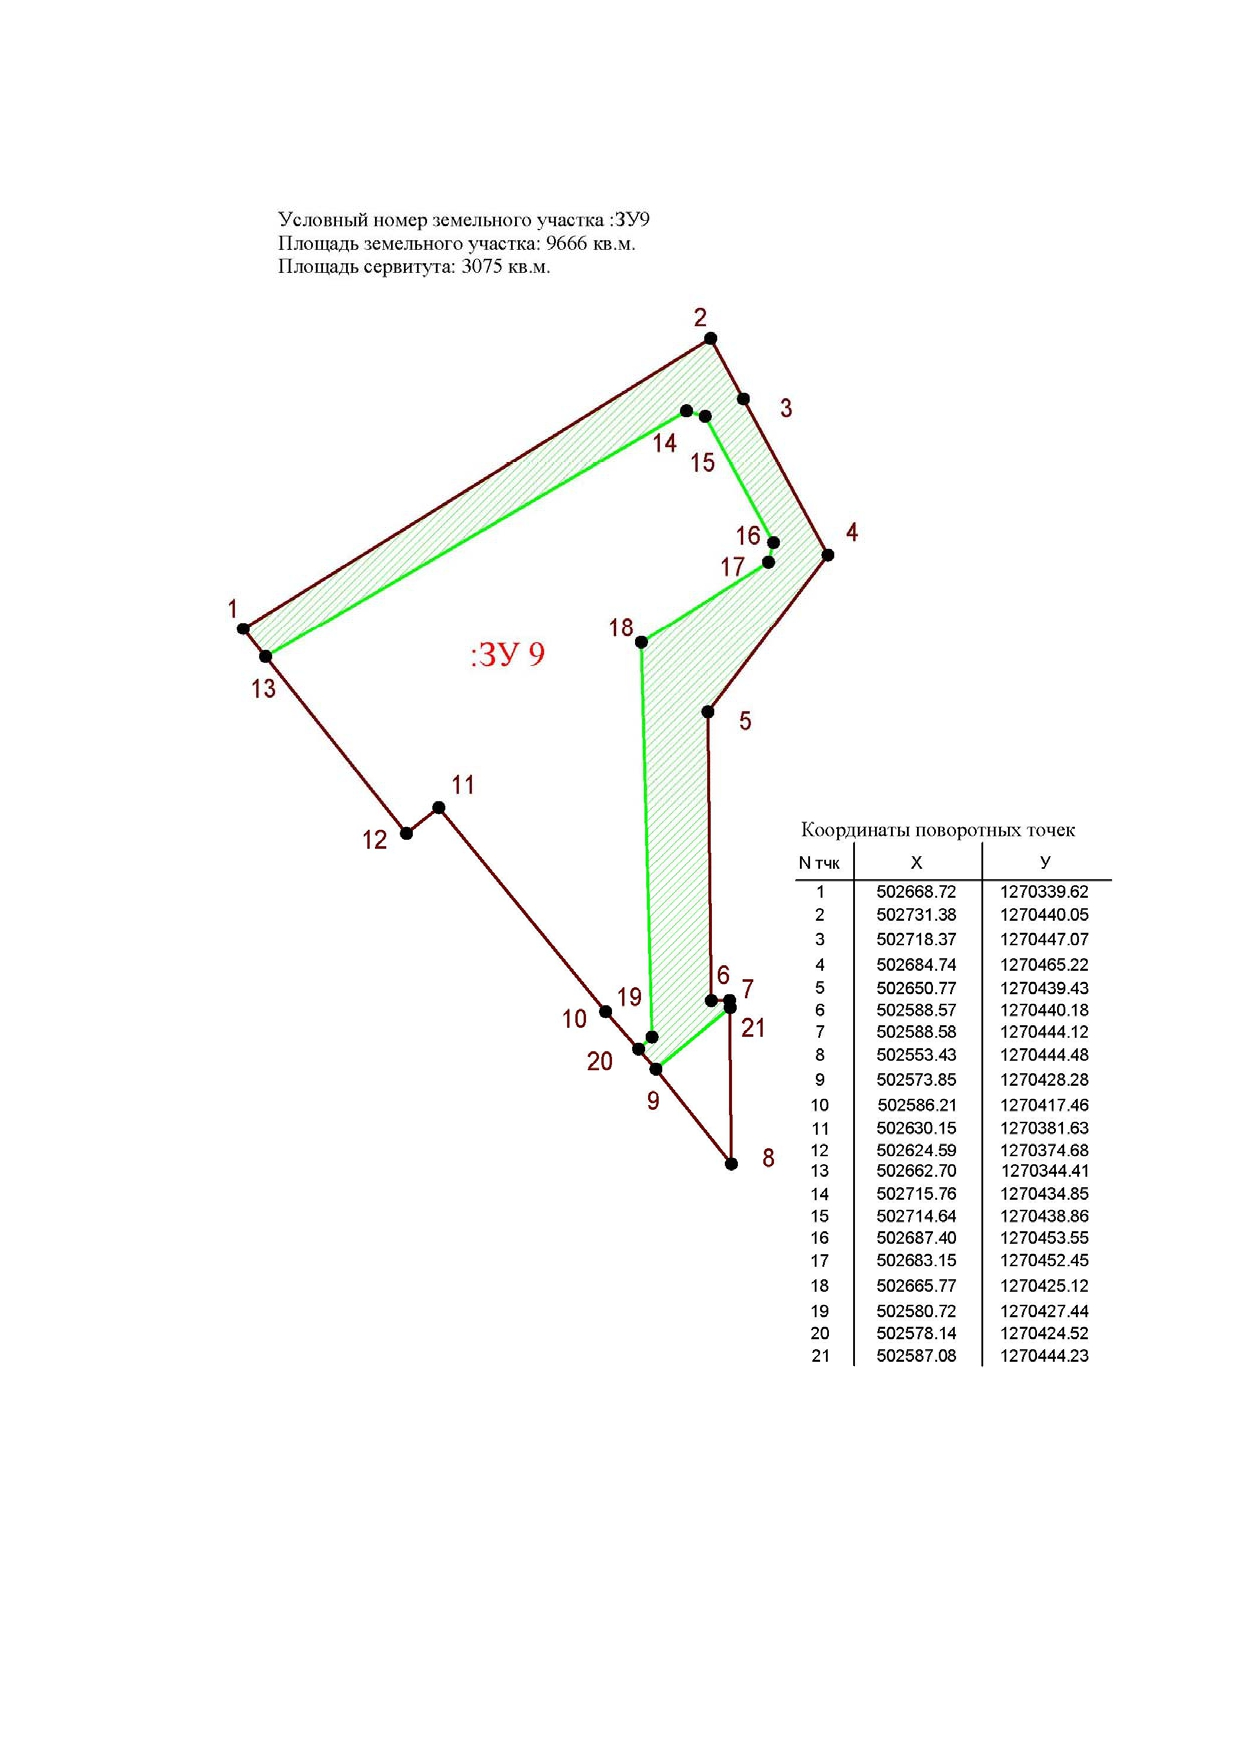 Условный номер земельного участка :ЗУ9
Площадь земельного участка: 9666 кв.м.
Площадь сервитута: 3075 кв.м.
2
3
14
15
16
4
17
1
18
:ЗУ 9
13
5
11
12
6
7
19
10
21
20
9
8
Координаты поворотных точек
N тчк X У
1 502668.72 1270339.62
2 502731.38 1270440.05
3 502718.37 1270447.07
4 502684.74 1270465.22
5 502650.77 1270439.43
6 502588.57 1270440.18
7 502588.58 1270444.12
8 502553.43 1270444.48
9 502573.85 1270428.28
10 502586.21 1270417.46
11 502630.15 1270381.63
12 502624.59 1270374.68
13 502662.70 1270344.41
14 502715.76 1270434.85
15 502714.64 1270438.86
16 502687.40 1270453.55
17 502683.15 1270452.45
18 502665.77 1270425.12
19 502580.72 1270427.44
20 502578.14 1270424.52
21 502587.08 1270444.23